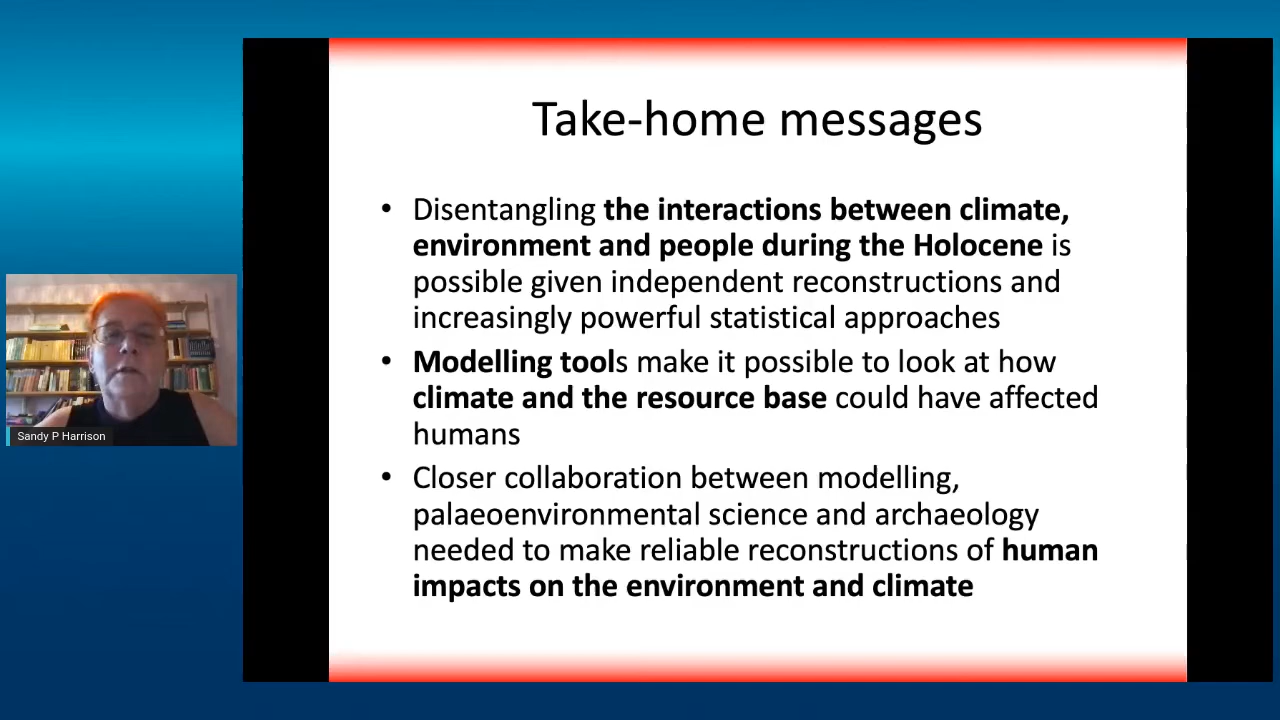 Take-home messages
• Disentangling the interactions between climate,
environment and people during the Holocene is
possible given independent reconstructions and
increasingly powerful statistical approaches
• Modelling tools make it possible to look at how
climate and the resource base could have affected
humans
• Closer collaboration between modelling,
palaeoenvironmental science and archaeology
needed to make reliable reconstructions of human
impacts on the environment and climate
Sandy P Harrison